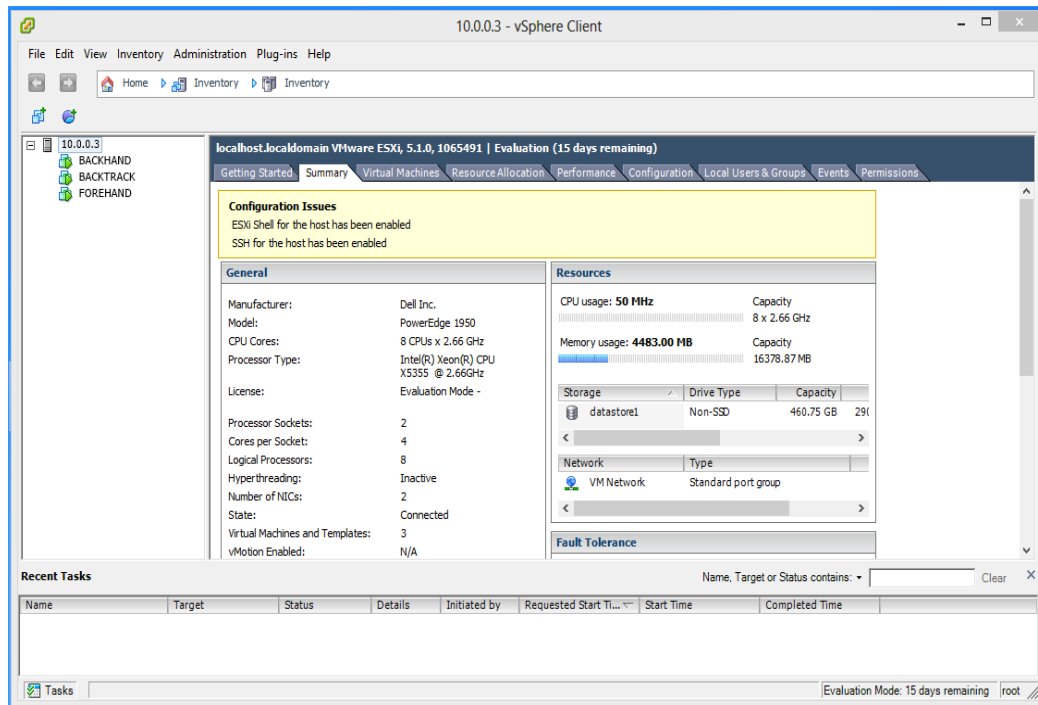 10.0.0.3 - vSphere Client
File Edit View Inventory Administration Plug-ins Help
Home Inventory Inventory
10.0.0.3
BACKHAND
BACKTRACK
FOREHAND
localhost.localdomain VMware ESXi, 5.1.0, 1065491 | Evaluation (15 days remaining)
Getting Started Summary Virtual Machines Resource Allocation Performance Configuration Local Users & Groups Events Permissions
Configuration Issues
ESXi Shell for the host has been enabled
SSH for the host has been enabled
General
Manufacturer: Dell Inc.
Model: PowerEdge 1950
CPU Cores: 8 CPUs x 2.66 GHz
Processor Type: Intel(R) Xeon(R) CPU
X5355 @ 2.66GHz
License: Evaluation Mode -
Processor Sockets: 2
Cores per Socket: 4
Logical Processors: 8
Hyperthreading: Inactive
Number of NICs: 2
State: Connected
Virtual Machines and Templates: 3
vMotion Enabled: N/A
Resources
CPU usage: 50 MHz Capacity
8 x 2.66 GHz
Memory usage: 4483.00 MB Capacity
16378.87 MB
Storage Drive Type Capacity
datastore1 Non-SSD 460.75 GB 290
Network Type
VM Network Standard port group
Fault Tolerance
Recent Tasks Name, Target or Status contains: Clear
Name Target Status Details Initiated by Requested Start Ti... Start Time Completed Time
Tasks Evaluation Mode: 15 days remaining root